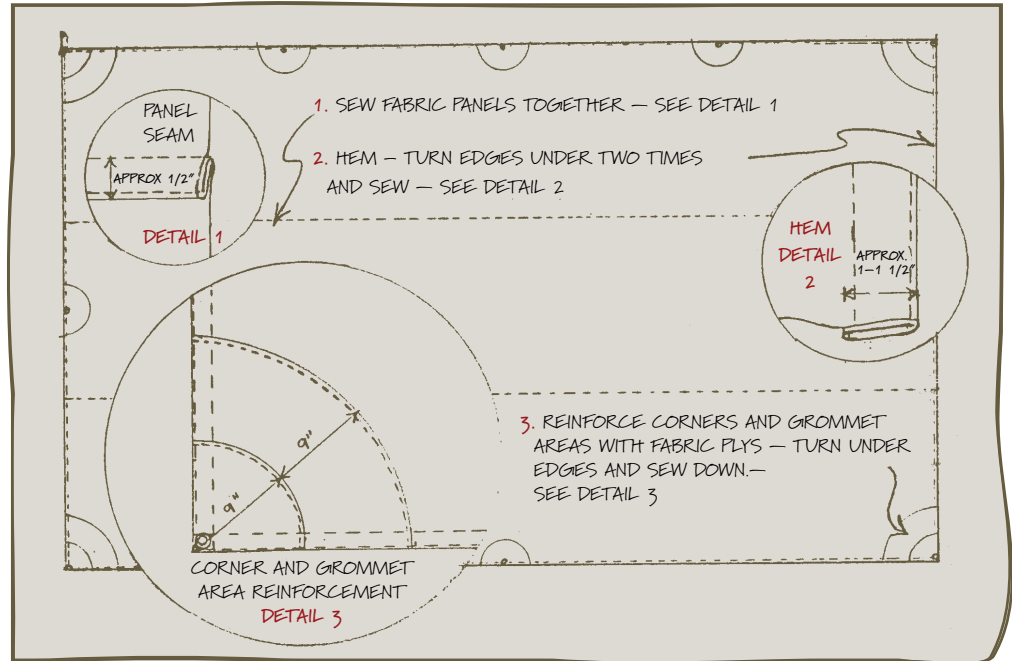 1. SEW FABRIC PANELS TOGETHER – SEE DETAIL 1
2. HEM – TURN EDGES UNDER TWO TIMES
AND SEW – SEE DETAIL 2
PANEL
SEAM
APPROX 1/2"
DETAIL 1
HEM
DETAIL
2
APPROX.
1–1 1/2"
3. REINFORCE CORNERS AND GROMMET
AREAS WITH FABRIC PLYS – TURN UNDER
EDGES AND SEW DOWN.–
SEE DETAIL 3
9"
9"
CORNER AND GROMMET
AREA REINFORCEMENT
DETAIL 3